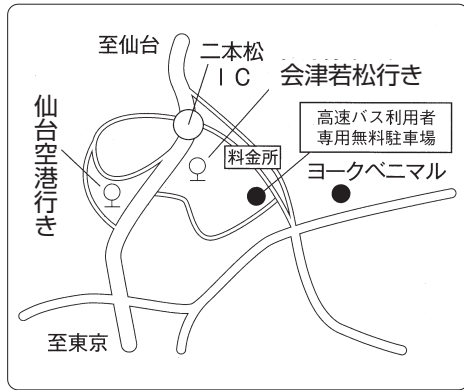 至仙台
二本松
IC
会津若松行き
高速バス利用者
専用無料駐車場
仙台空港行き
料金所
ヨークベニマル
至東京